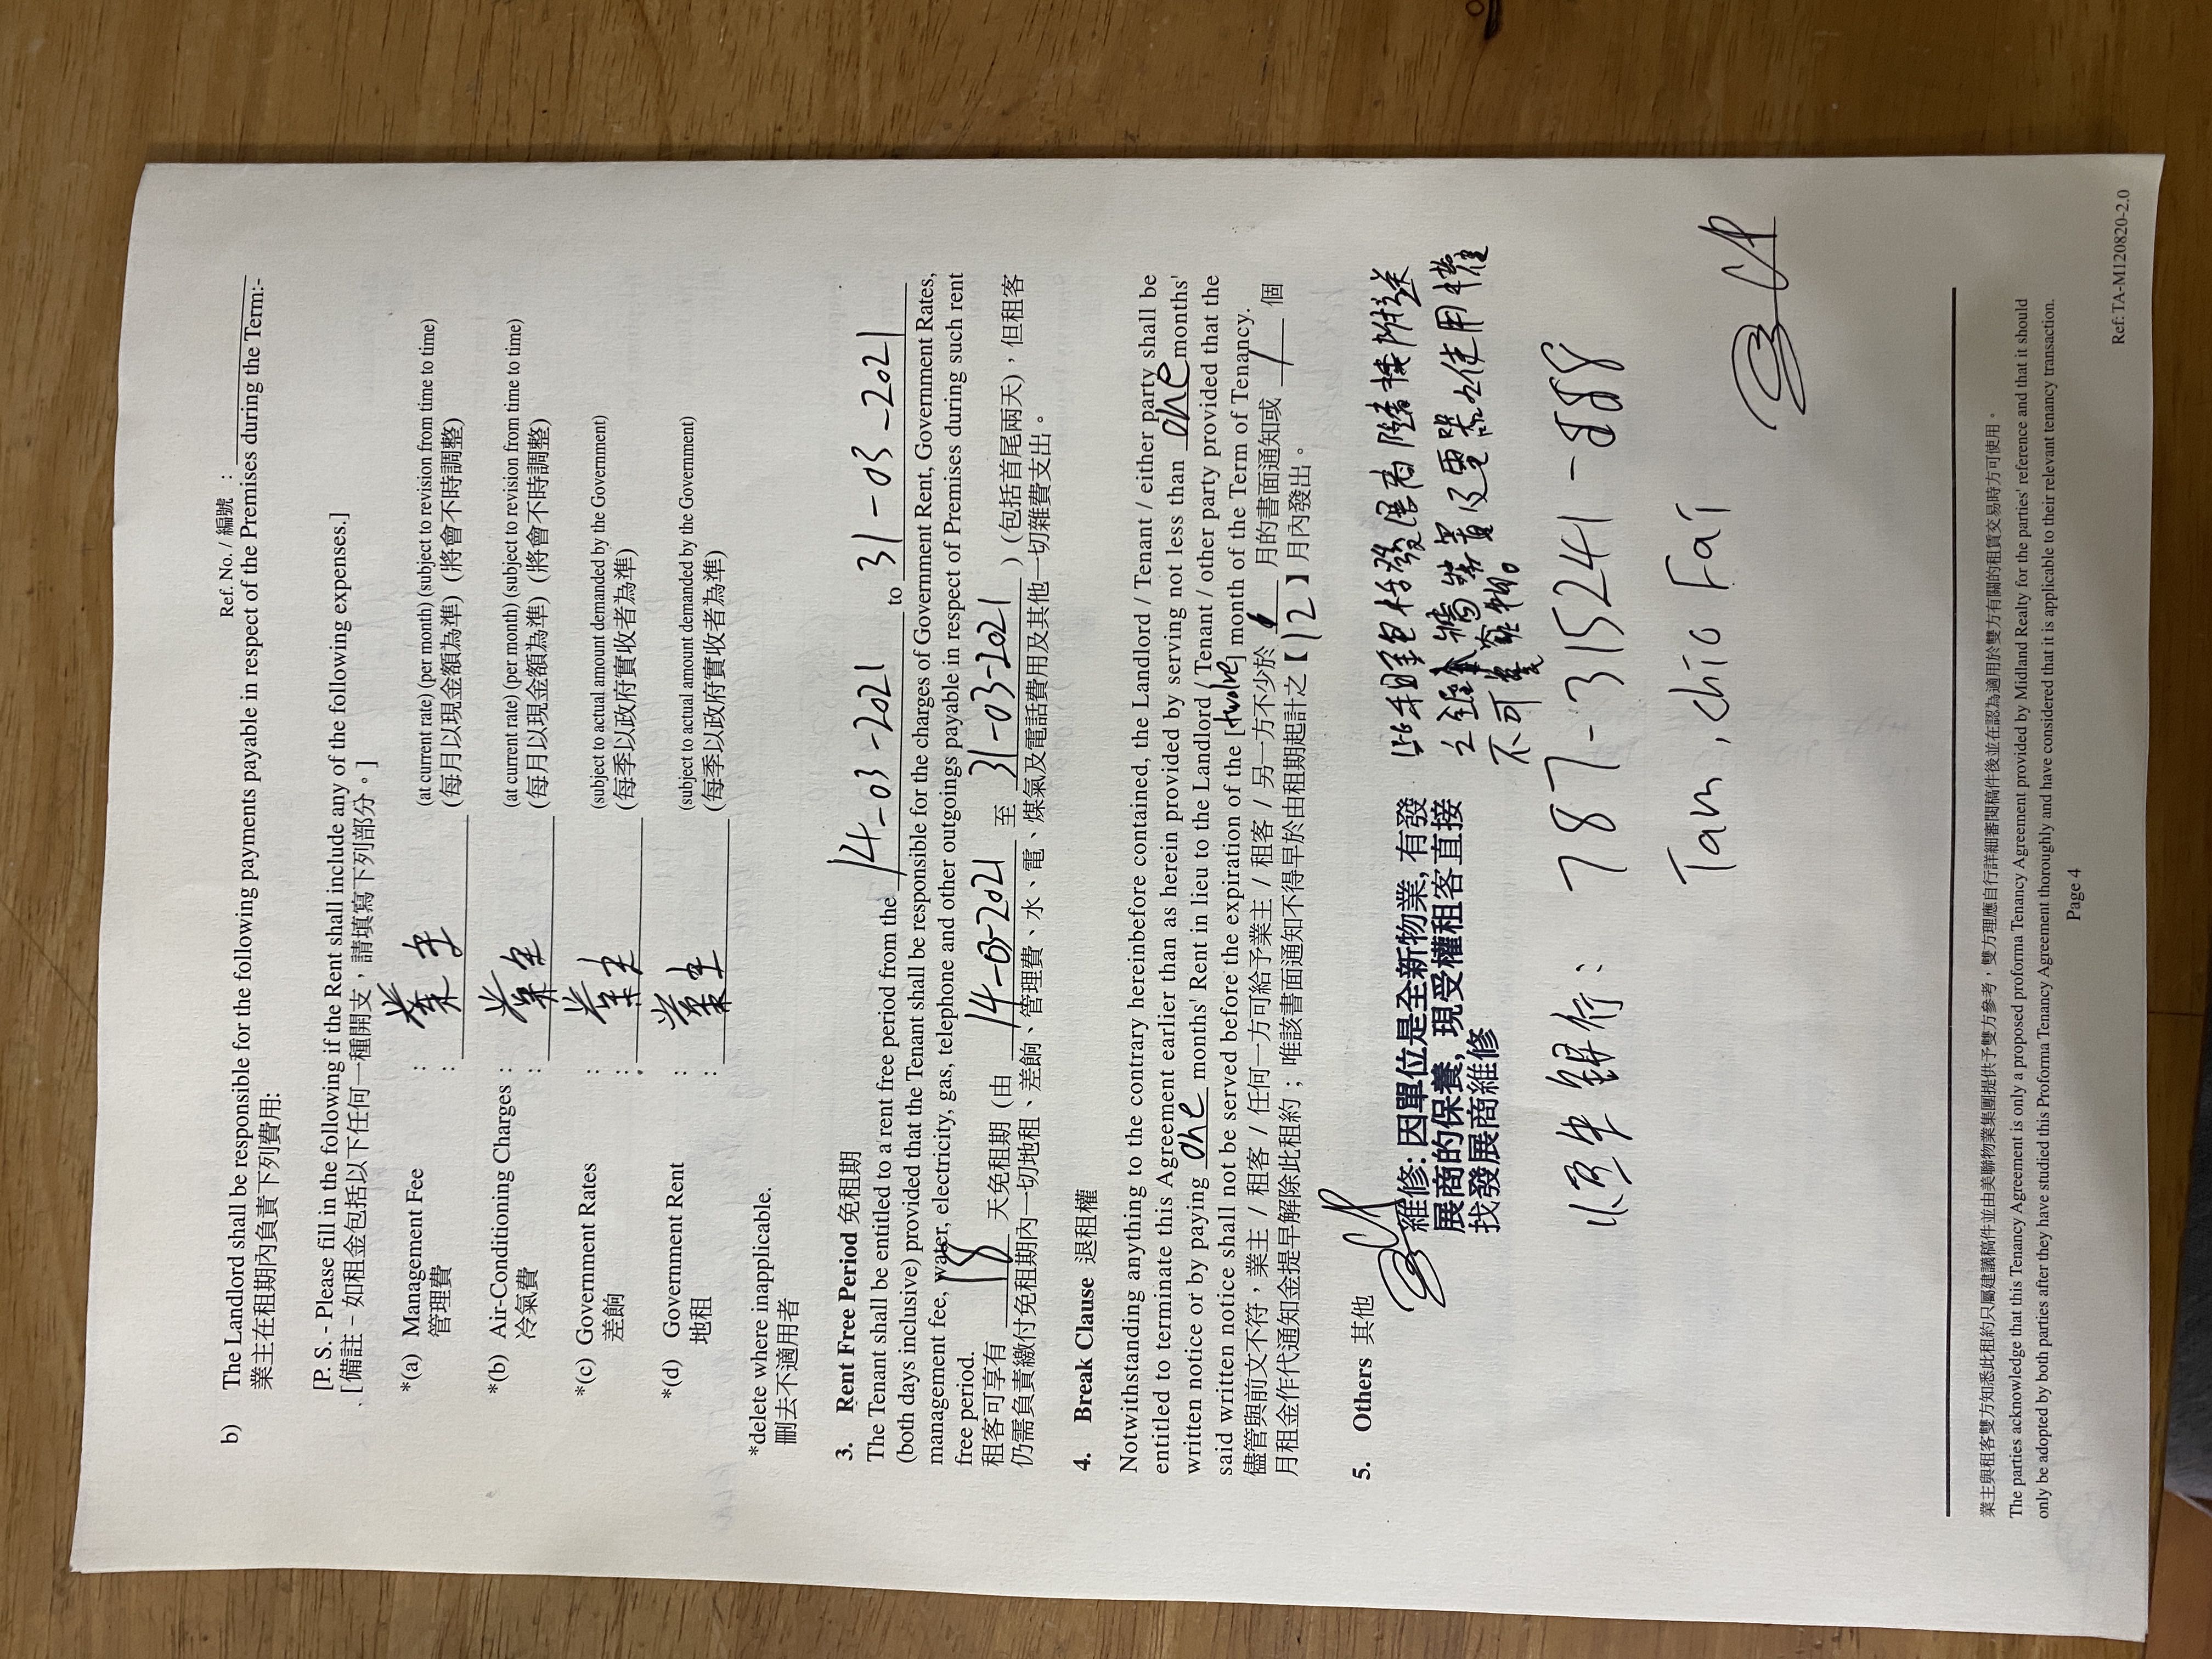 Ref. No. / 編號 :
b) The Landlord shall be responsible for the following payments payable in respect of the Premises during the Term:-
業主在租期內負責下列費用:
[P. S. - Please fill in the following if the Rent shall include any of the following expenses.]
[備註 - 如租金包括以下任何一種開支，請填寫下列部分。]
*(a) Management Fee : 業主 (at current rate) (per month) (subject to revision from time to time)
管理費 : (每月以現金額為準) (將會不時調整)
*(b) Air-Conditioning Charges : 業主 (at current rate) (per month) (subject to revision from time to time)
冷氣費 : (每月以現金額為準) (將會不時調整)
*(c) Government Rates : 業主 (subject to actual amount demanded by the Government)
差餉 : (每季以政府實收者為準)
*(d) Government Rent : 業主 (subject to actual amount demanded by the Government)
地租 : (每季以政府實收者為準)
*delete where inapplicable.
刪去不適用者
3. Rent Free Period 免租期
The Tenant shall be entitled to a rent free period from the 14-03-2021 to 31-03-2021
(both days inclusive) provided that the Tenant shall be responsible for the charges of Government Rent, Government Rates,
management fee, water, electricity, gas, telephone and other outgoings payable in respect of Premises during such rent
free period.
租客可享有 18 天免租期 (由 14-03-2021 至 31-03-2021 ) (包括首尾兩天)，但租客
仍需負責繳付免租期內一切地租、差餉、管理費、水、電、煤氣及電話費用及其他一切雜費支出。
4. Break Clause 退租權
Notwithstanding anything to the contrary hereinbefore contained, the Landlord / Tenant / either party shall be
entitled to terminate this Agreement earlier than as herein provided by serving not less than one months'
written notice or by paying one months' Rent in lieu to the Landlord / Tenant / other party provided that the
said written notice shall not be served before the expiration of the [twelve] month of the Term of Tenancy.
儘管與前文不符，業主 / 租客 / 任何一方可給予業主 / 租客 / 另一方不少於 1 月的書面通知或 1 個
月租金作代通知金提早解除此租約；唯該書面通知不得早於由租期起計之【12】月內發出。
5. Others 其他
維修: 因單位是全新物業, 有發
展商的保養, 現受權租客直接
找發展商維修
此租金包括發展商隨樓附送
之 裝置及電器之使用權
不可
恒生銀行: 787-315241-888
Tam, Chio Fai
業主與租客雙方知悉此租約只屬建議稿件並由美聯物業集團提供予雙方參考，雙方理應自行詳細審閱稿件後並在認為適用於雙方有關的租賃交易時方可使用。
The parties acknowledge that this Tenancy Agreement is only a proposed proforma Tenancy Agreement provided by Midland Realty for the parties' reference and that it should
only be adopted by both parties after they have studied this Proforma Tenancy Agreement thoroughly and have considered that it is applicable to their relevant tenancy transaction.
Page 4
Ref: TA-M120820-2.0